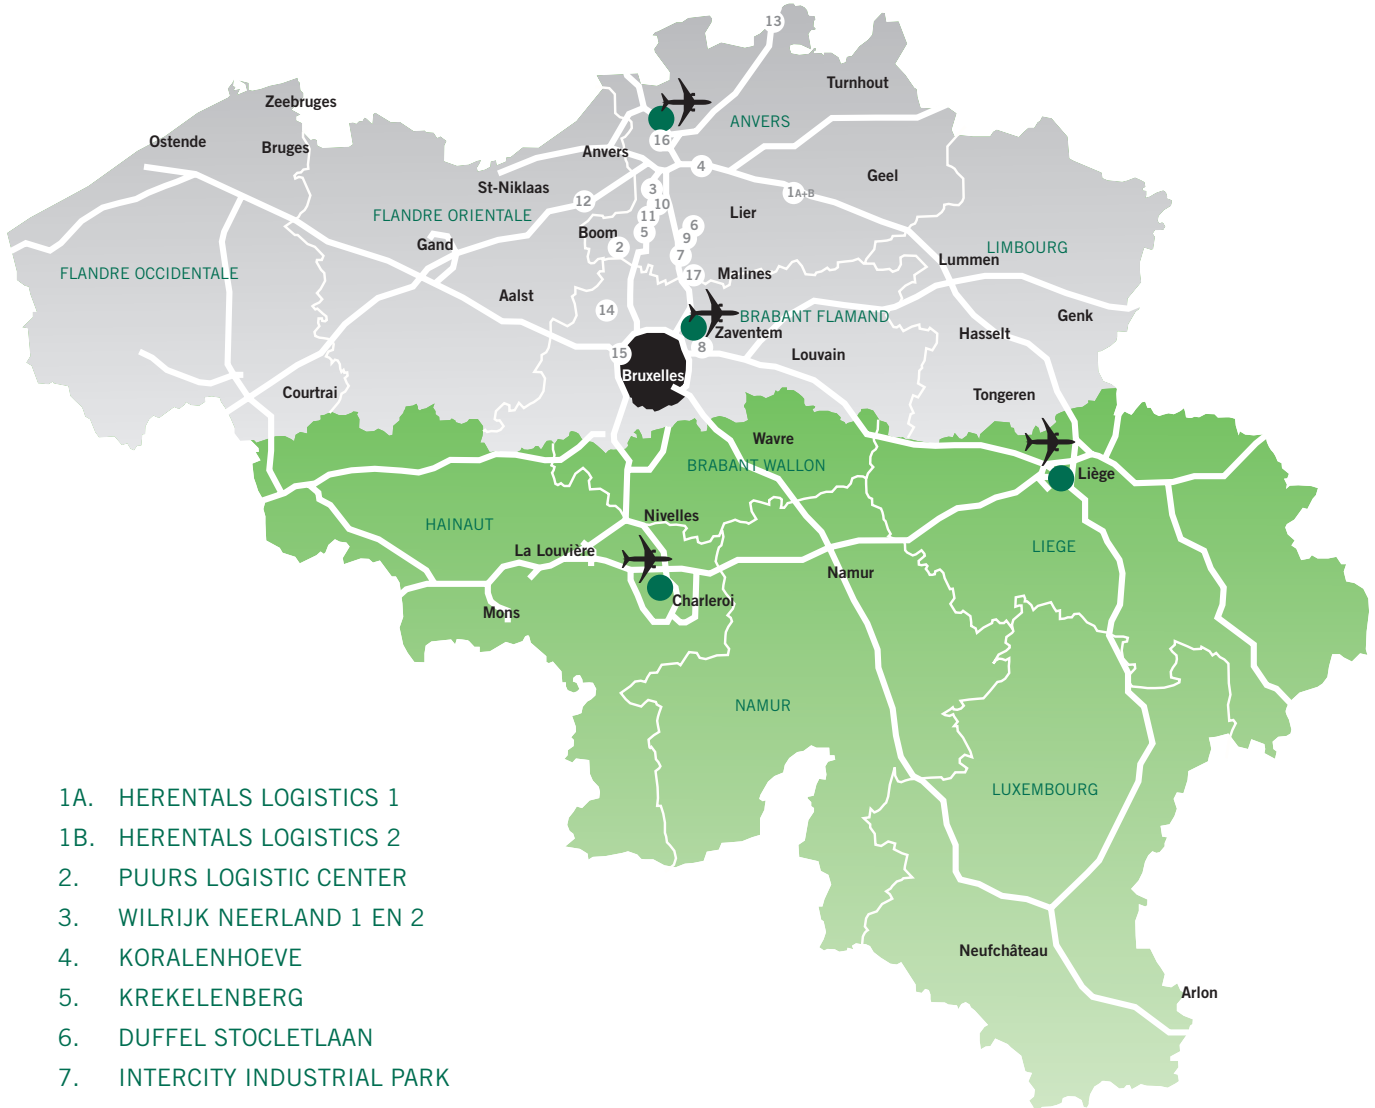 13
Turnhout
Zeebruges
ANVERS
Ostende
16
Bruges
Anvers
4
Geel
St-Niklaas
3
1A+B
12
10
FLANDRE ORIENTALE
11
Lier
6
Boom
5
9
Gand
2
LIMBOURG
7
Lummen
FLANDRE OCCIDENTALE
17
Malines
Aalst
14
BRABANT FLAMAND
Genk
Zaventem
Hasselt
15
8
Louvain
Bruxelles
Courtrai
Tongeren
Wavre
BRABANT WALLON
Liège
Nivelles
HAINAUT
LIEGE
La Louvière
Namur
Charleroi
Mons
NAMUR
LUXEMBOURG
Neufchâteau
Arlon
1A. HERENTALS LOGISTICS 1
1B. HERENTALS LOGISTICS 2
2. PUURS LOGISTIC CENTER
3. WILRIJK NEERLAND 1 EN 2
4. KORALENHOEVE
5. KREKELENBERG
6. DUFFEL STOCLETLAAN
7. INTERCITY INDUSTRIAL PARK